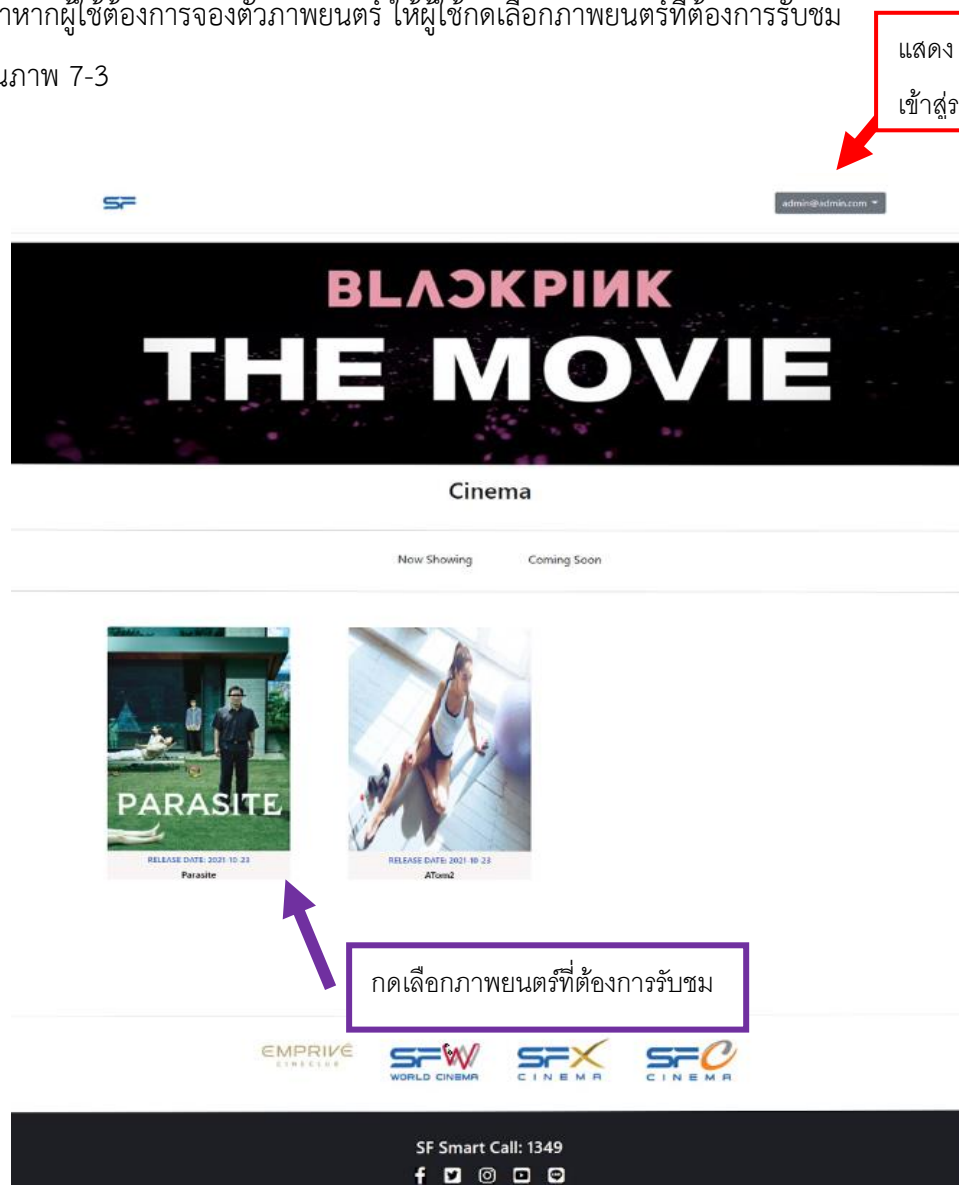 าหากผู้ใช้ต้องการจองตัวภาพยนตร์ ให้ผู้ใช้กดเลือกภาพยนตร์ที่ต้องการรับชม
นภาพ 7-3
แสดง
เข้าสู่ร
SF
admin@admin.com
BLACKPINK
THE MOVIE
Cinema
Now Showing Coming Soon
PARASITE
RELEASE DATE: 2021-10-23 RELEASE DATE: 2021-10-23
Parasite ATom2
กดเลือกภาพยนตร์ที่ต้องการรับชม
EMPRIVÉ SFW SFX SFC
CINECLUB WORLD CINEMA CINEMA CINEMA
SF Smart Call: 1349